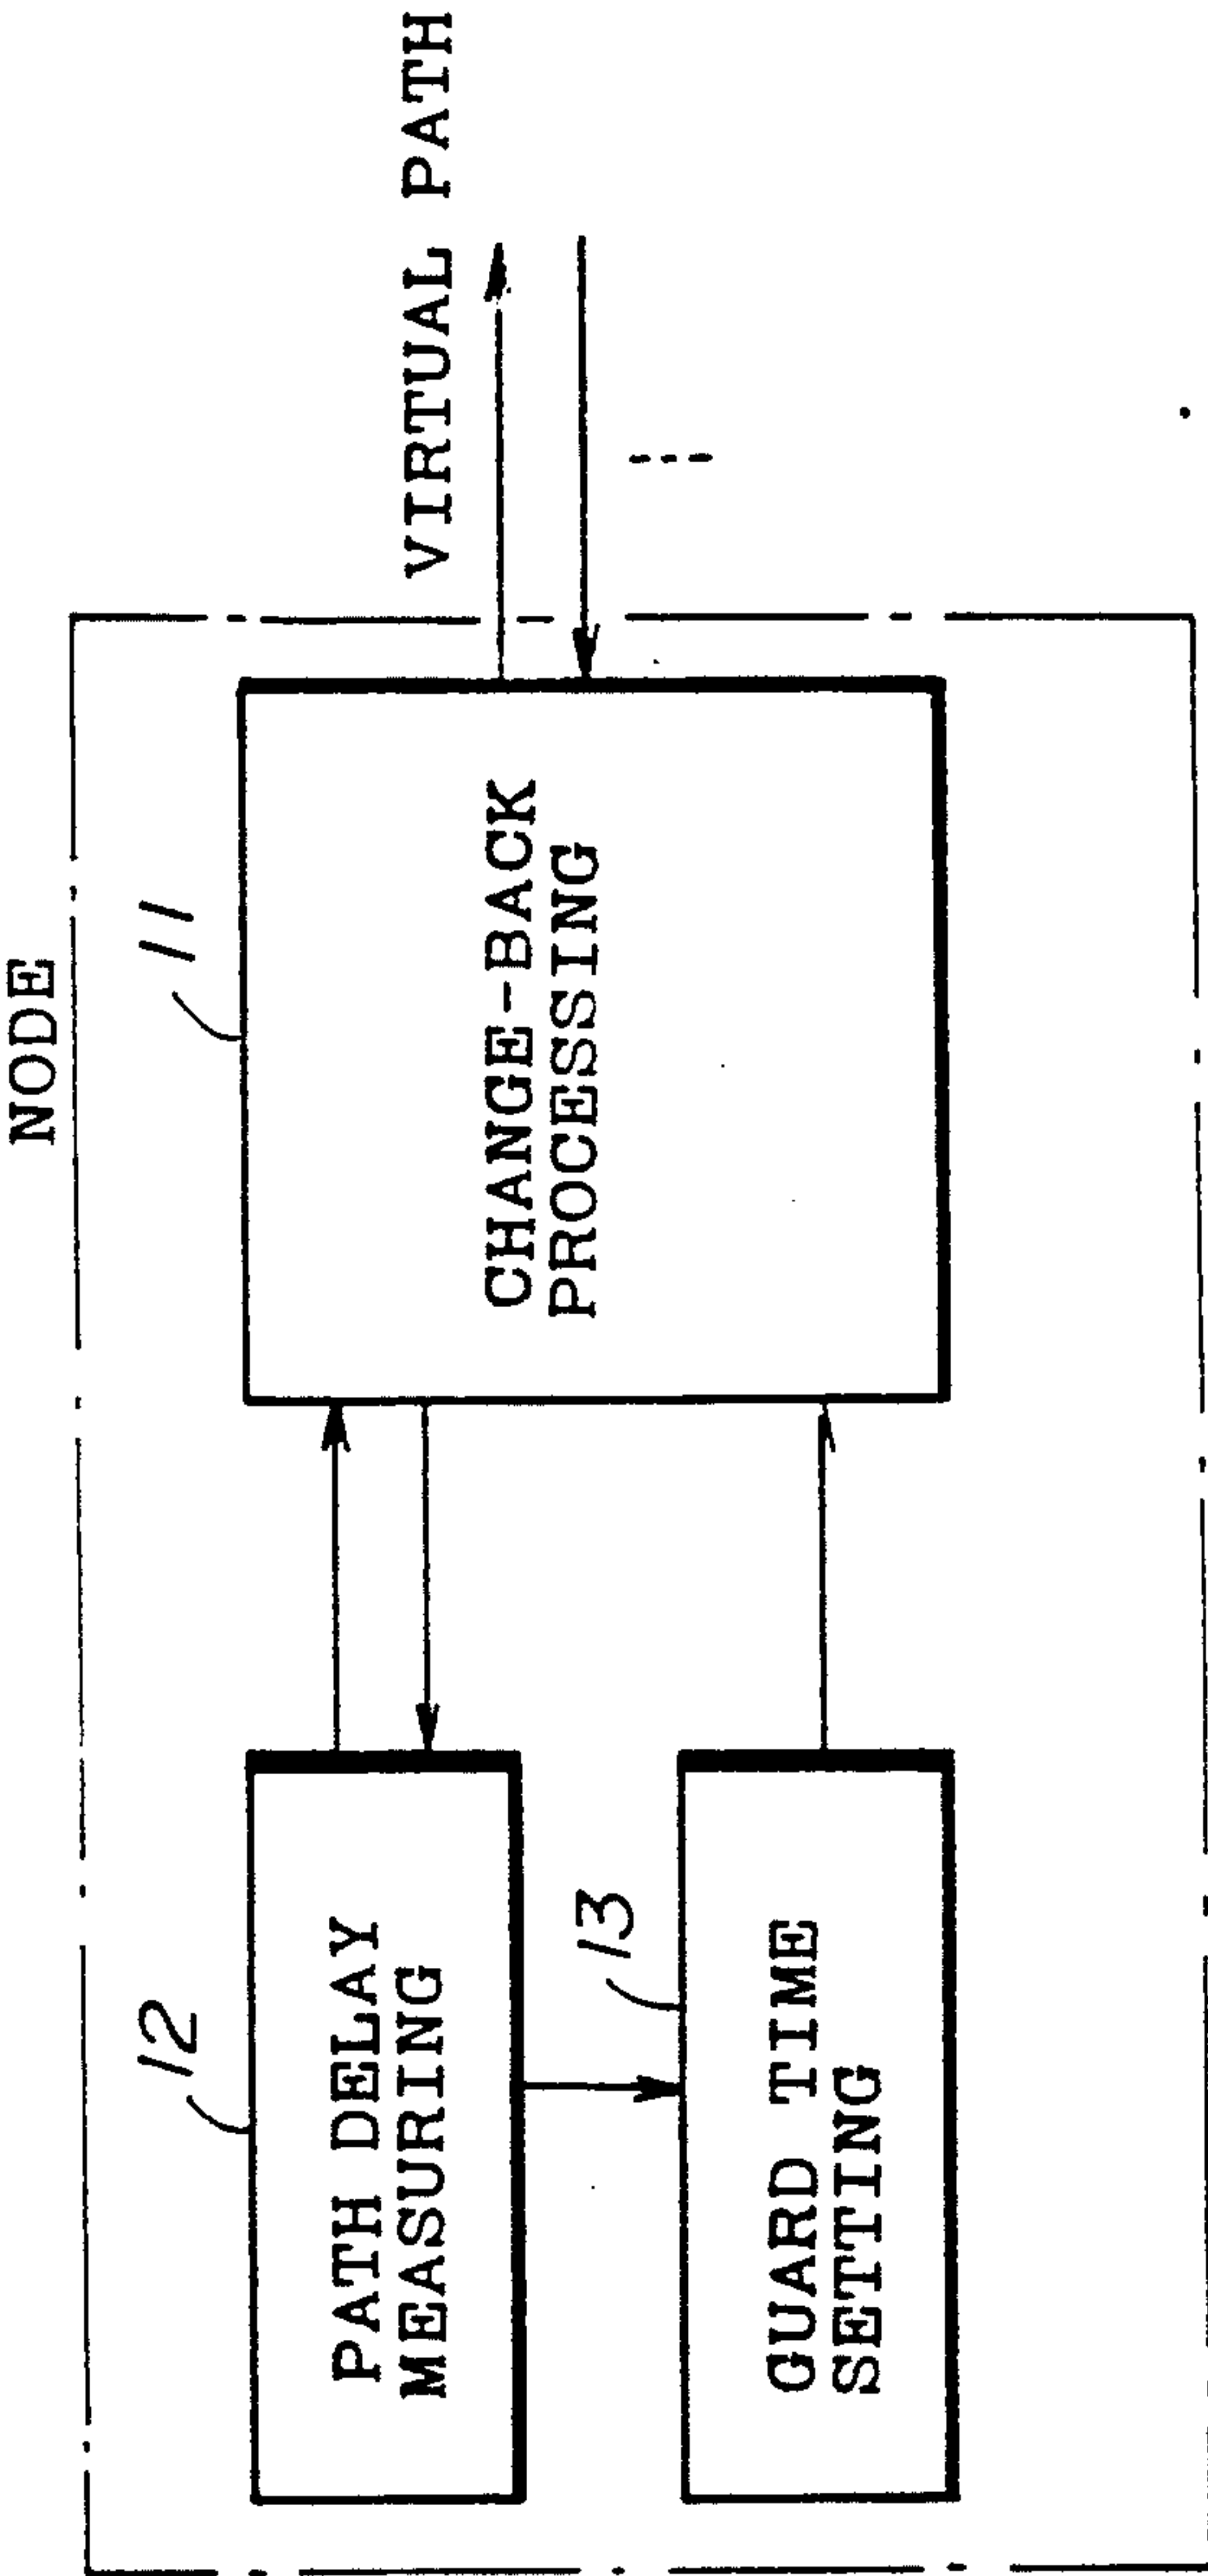 NODE
VIRTUAL PATH
12
PATH DELAY
MEASURING
11
CHANGE-BACK
PROCESSING
13
GUARD TIME
SETTING